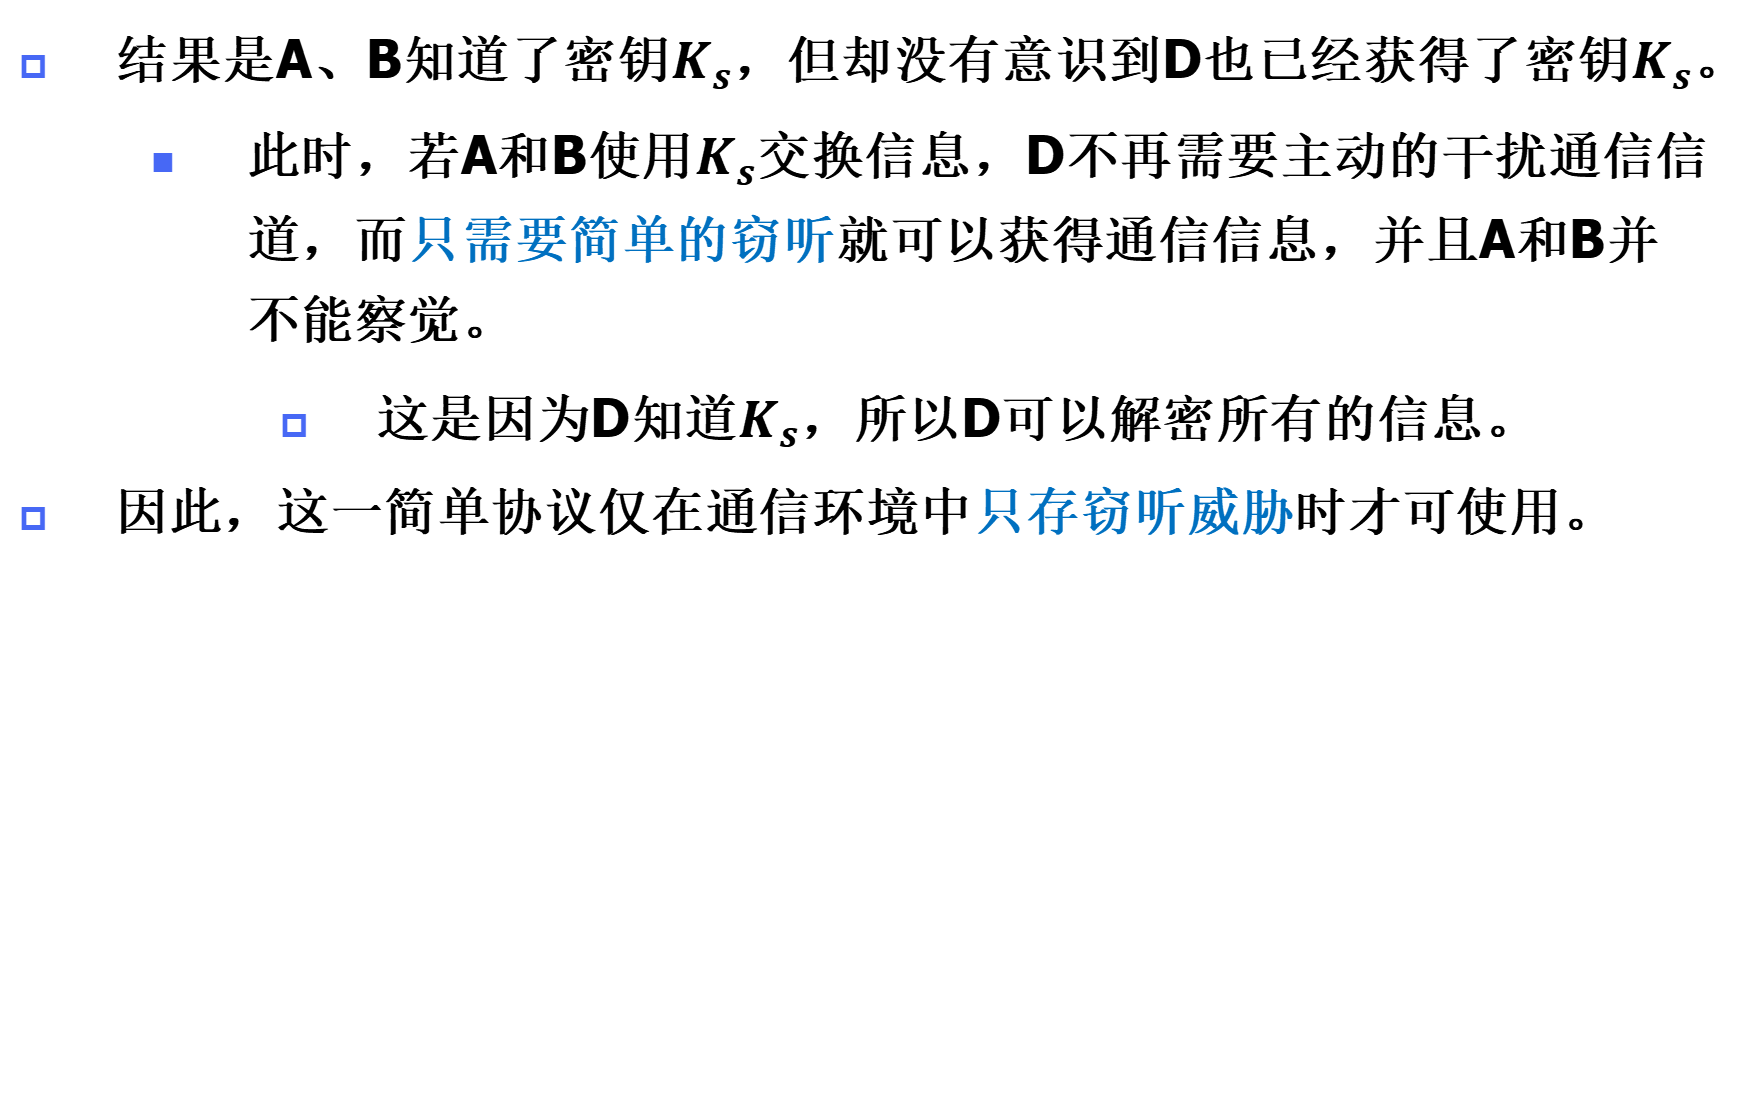 结果是A、B知道了密钥Kₛ，但却没有意识到D也已经获得了密钥Kₛ。
此时，若A和B使用Kₛ交换信息，D不再需要主动的干扰通信信
道，而只需要简单的窃听就可以获得通信信息，并且A和B并
不能察觉。
这是因为D知道Kₛ，所以D可以解密所有的信息。
因此，这一简单协议仅在通信环境中只存窃听威胁时才可使用。